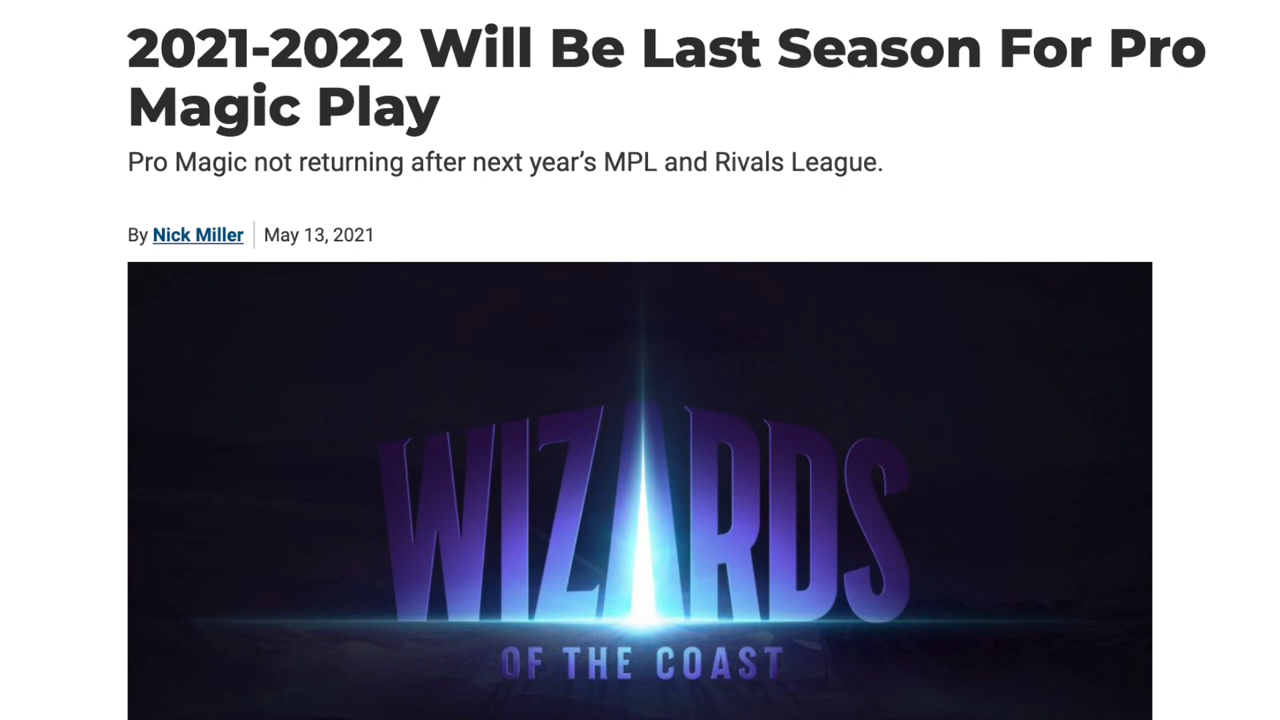 2021-2022 Will Be Last Season For Pro
Magic Play
Pro Magic not returning after next year’s MPL and Rivals League.
By Nick Miller May 13, 2021
WIZARDS
OF THE COAST